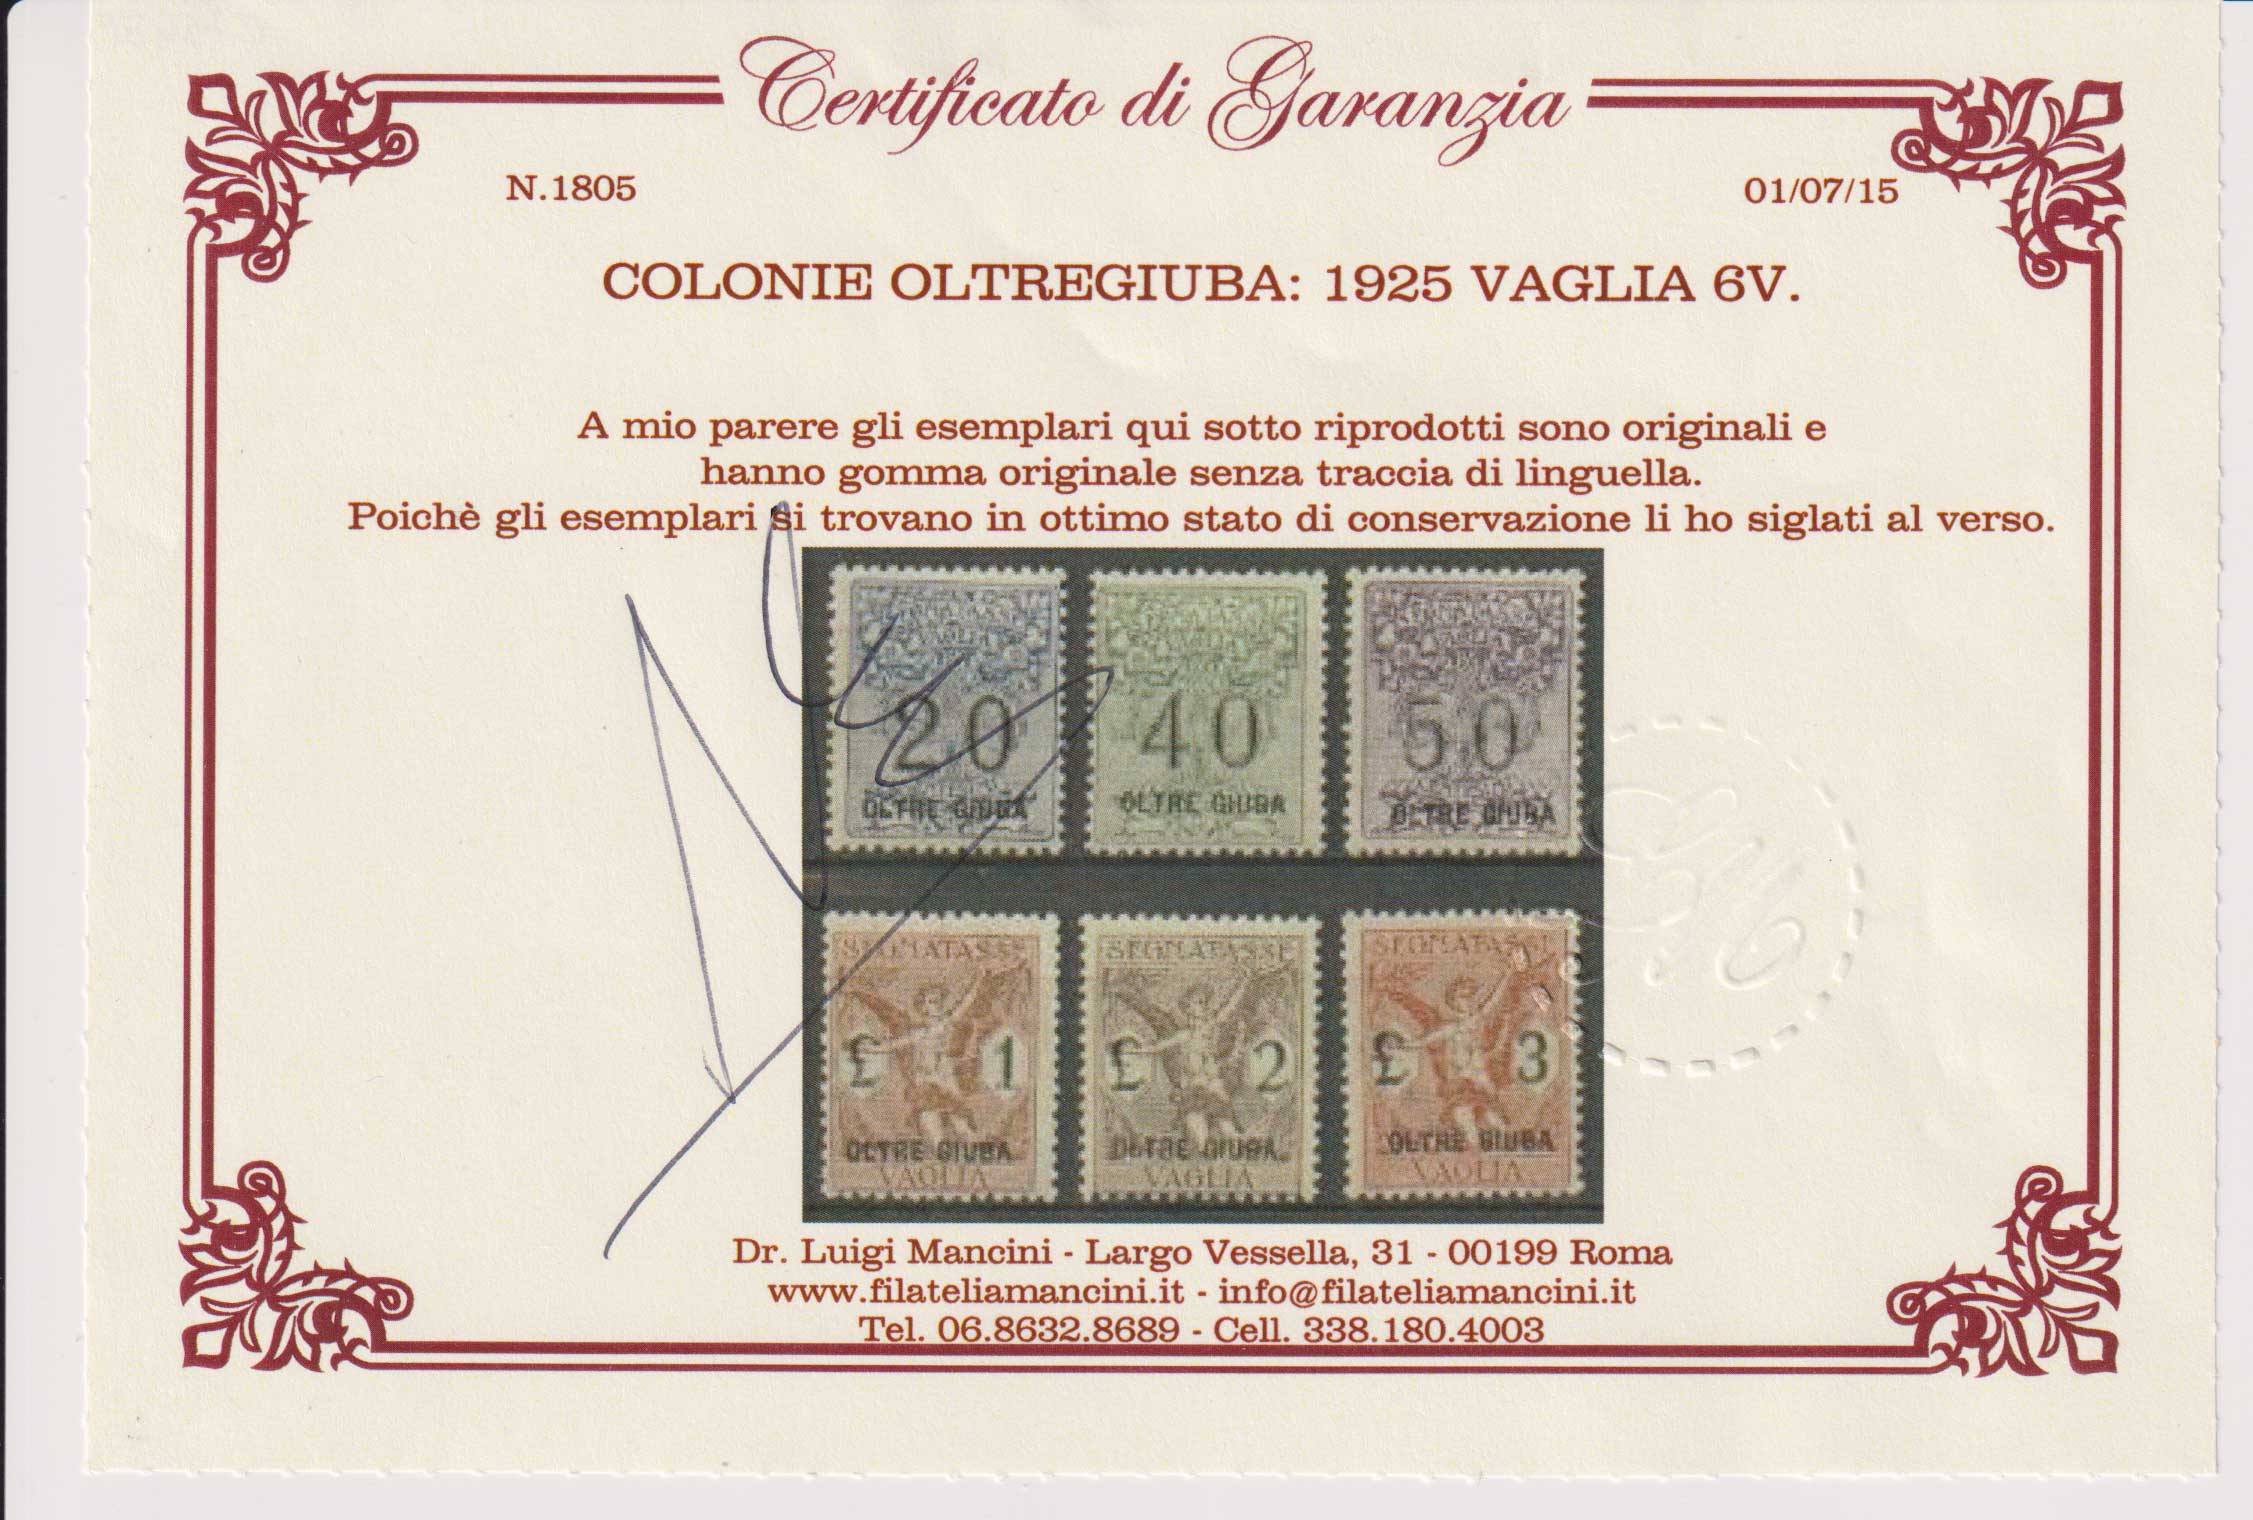 Certificato di Garanzia
N.1805
01/07/15
COLONIE OLTREGIUBA: 1925 VAGLIA 6V.
A mio parere gli esemplari qui sotto riprodotti sono originali e
hanno gomma originale senza traccia di linguella.
Poichè gli esemplari si trovano in ottimo stato di conservazione li ho siglati al verso.
20 40 50
OLTRE GIUBA OLTRE GIUBA OLTRE GIUBA
SEGNATASSE SEGNATASSE SEGNATASSE
£ 1 £ 2 £ 3
OLTRE GIUBA OLTRE GIUBA OLTRE GIUBA
VAGLIA VAGLIA VAGLIA
Dr. Luigi Mancini - Largo Vessella, 31 - 00199 Roma
www.filateliamancini.it - info@filateliamancini.it
Tel. 06.8632.8689 - Cell. 338.180.4003